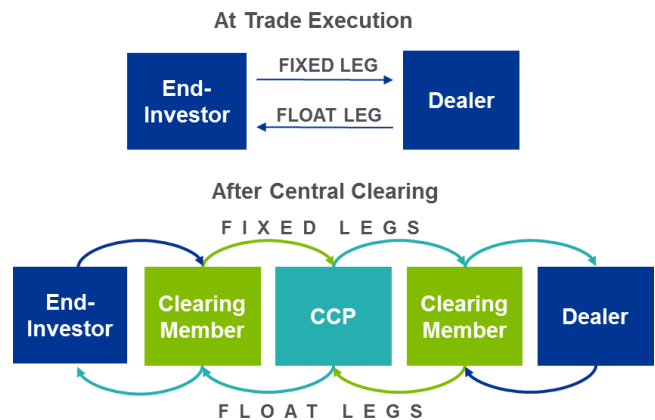 At Trade Execution
End-
Investor
FIXED LEG
FLOAT LEG
Dealer
After Central Clearing
FIXED LEGS
End-
Investor
Clearing
Member
CCP
Clearing
Member
Dealer
FLOAT LEGS